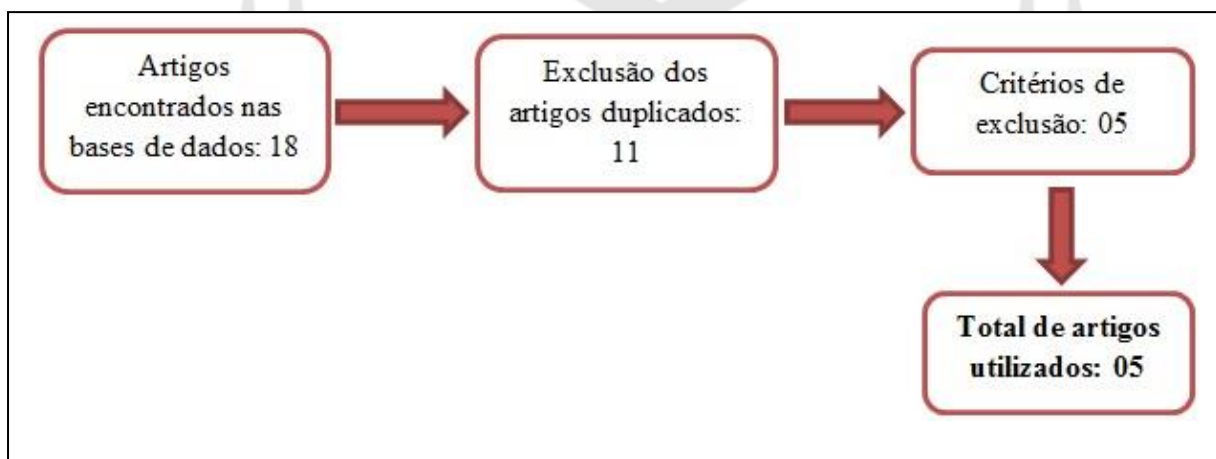 Artigos
encontrados nas
bases de dados: 18
Exclusão dos
artigos duplicados:
11
Critérios de
exclusão: 05
Total de artigos
utilizados: 05